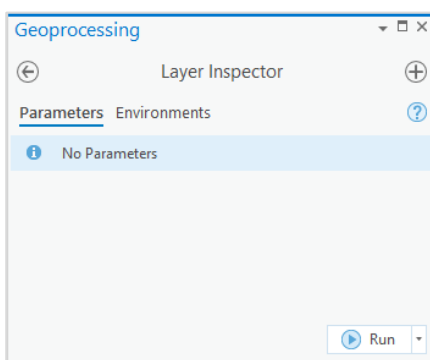 Geoprocessing
Layer Inspector
Parameters Environments
No Parameters
Run